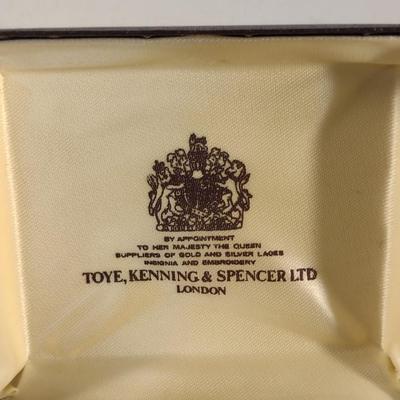 BY APPOINTMENT
TO HER MAJESTY THE QUEEN
SUPPLIERS OF GOLD AND SILVER LACES
INSIGNIA AND EMBROIDERY
TOYE, KENNING & SPENCER LTD
LONDON